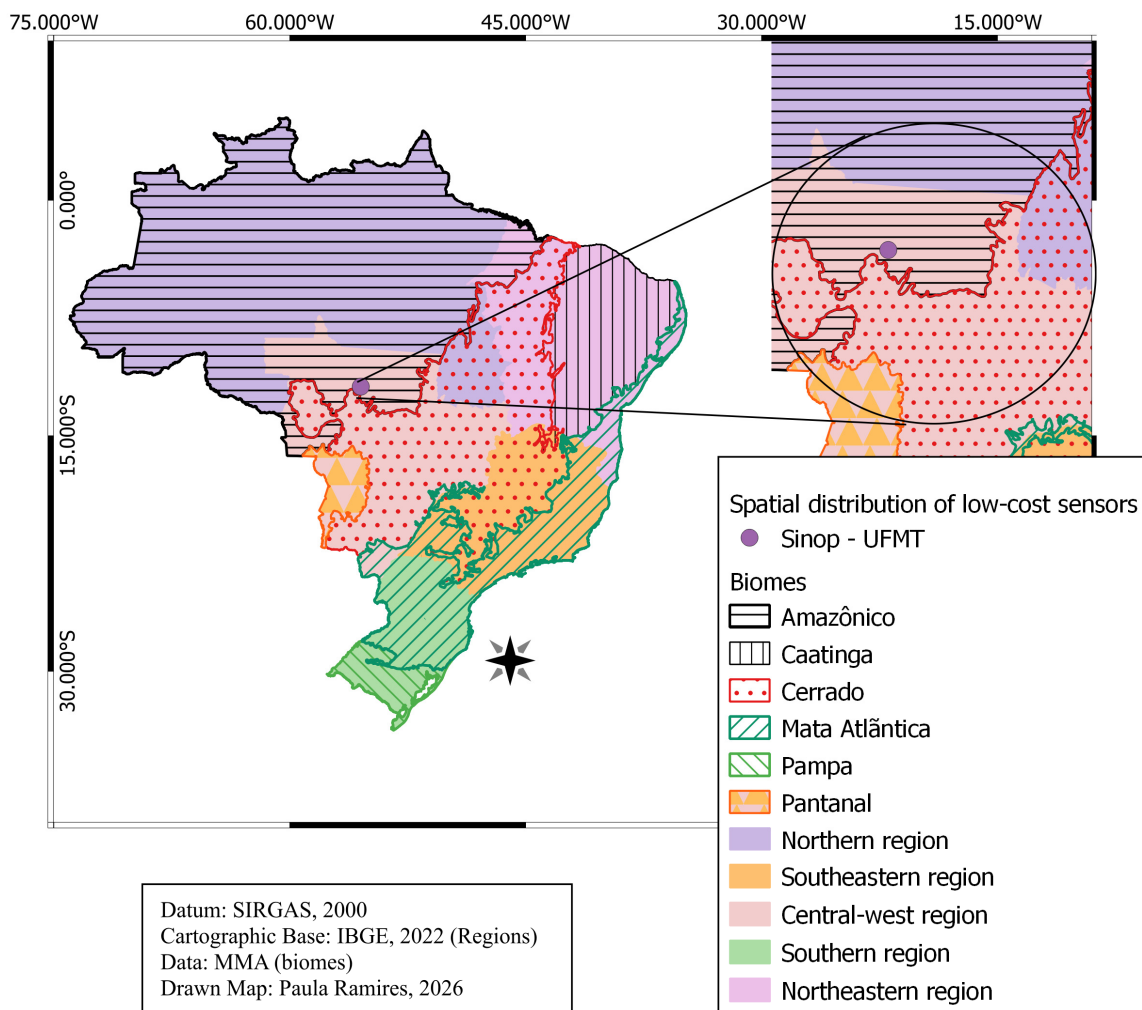 75.000°W 60.000°W 45.000°W 30.000°W 15.000°W
0.000°
15.000°S
30.000°S
Spatial distribution of low-cost sensors
Sinop - UFMT
Biomes
Amazônico
Caatinga
Cerrado
Mata Atlãntica
Pampa
Pantanal
Northern region
Southeastern region
Central-west region
Southern region
Northeastern region
Datum: SIRGAS, 2000
Cartographic Base: IBGE, 2022 (Regions)
Data: MMA (biomes)
Drawn Map: Paula Ramires, 2026